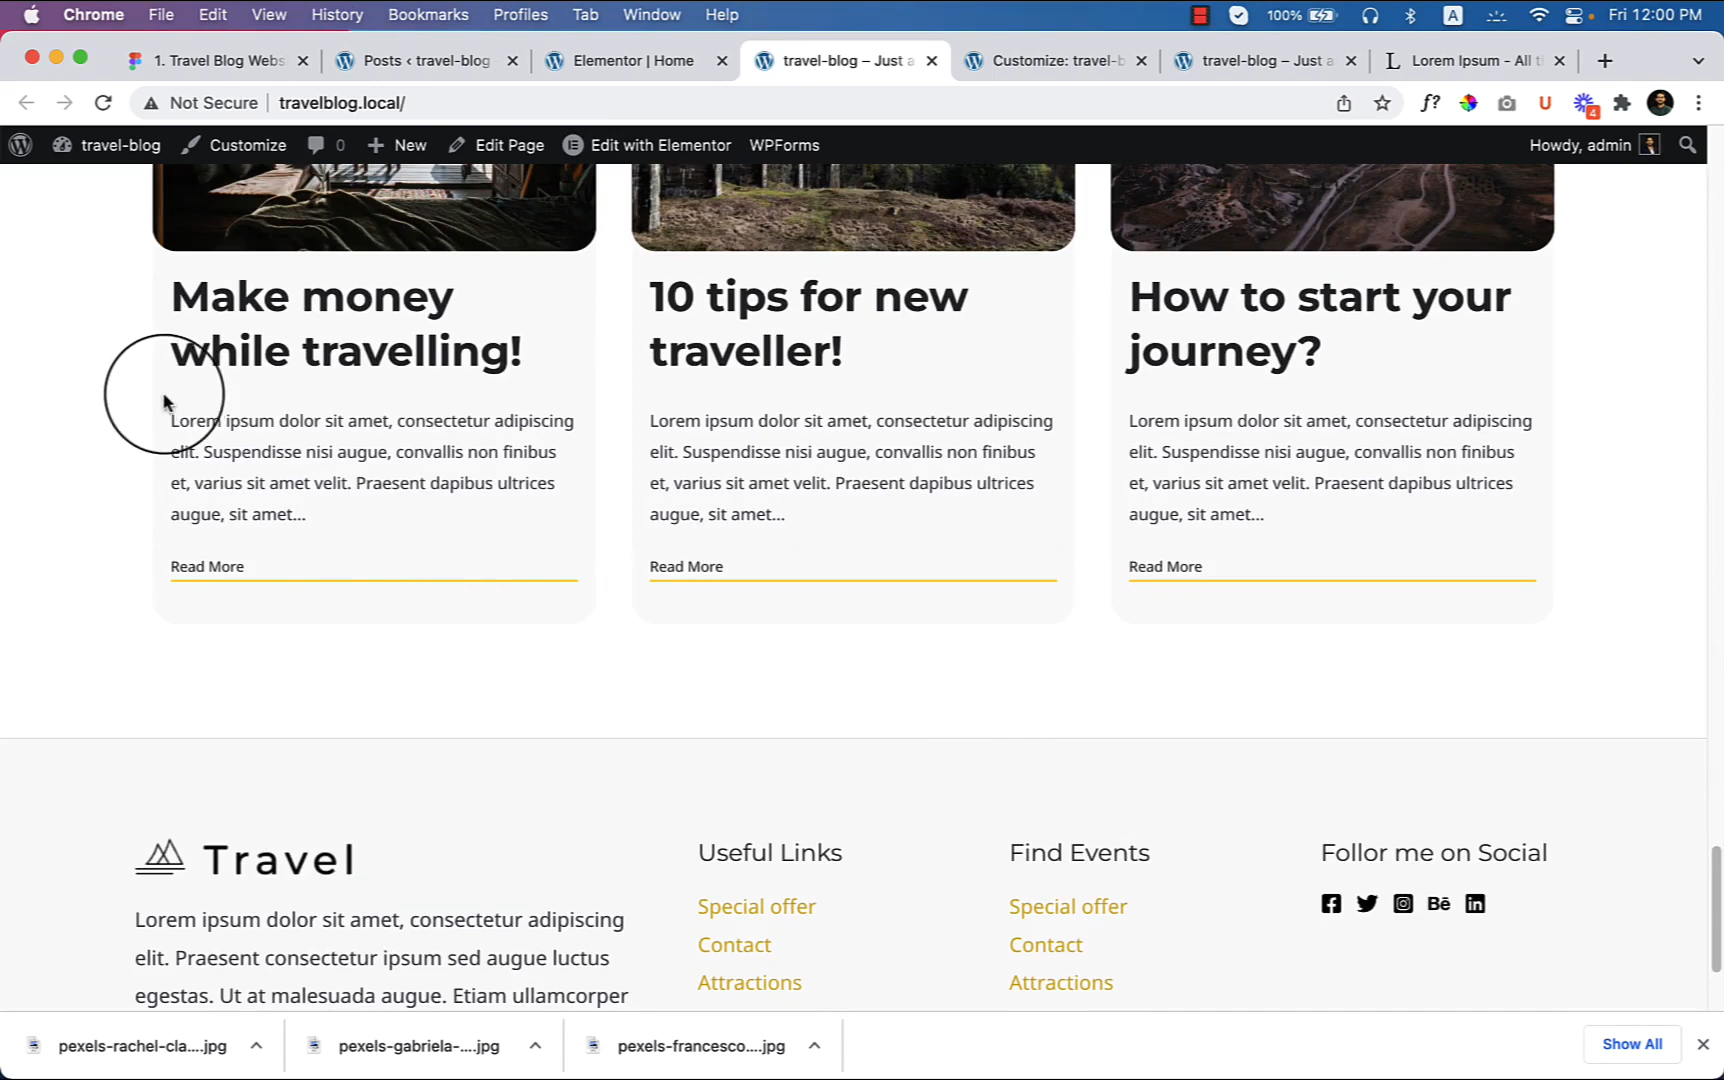 Chrome File Edit View History Bookmarks Profiles Tab Window Help 100% A Fri 12:00 PM
1. Travel Blog Webs Posts ‹ travel-blog Elementor | Home travel-blog – Just a Customize: travel-b travel-blog – Just a L Lorem Ipsum - All t
Not Secure travelblog.local/ f? U 4
travel-blog Customize 0 New Edit Page Edit with Elementor WPForms Howdy, admin
Make money
while travelling!
Lorem ipsum dolor sit amet, consectetur adipiscing
elit. Suspendisse nisi augue, convallis non finibus
et, varius sit amet velit. Praesent dapibus ultrices
augue, sit amet...
Read More
10 tips for new
traveller!
Lorem ipsum dolor sit amet, consectetur adipiscing
elit. Suspendisse nisi augue, convallis non finibus
et, varius sit amet velit. Praesent dapibus ultrices
augue, sit amet...
Read More
How to start your
journey?
Lorem ipsum dolor sit amet, consectetur adipiscing
elit. Suspendisse nisi augue, convallis non finibus
et, varius sit amet velit. Praesent dapibus ultrices
augue, sit amet...
Read More
Travel
Lorem ipsum dolor sit amet, consectetur adipiscing
elit. Praesent consectetur ipsum sed augue luctus
egestas. Ut at malesuada augue. Etiam ullamcorper
Useful Links
Special offer
Contact
Attractions
Find Events
Special offer
Contact
Attractions
Follor me on Social
Bē in
pexels-rachel-cla....jpg pexels-gabriela-....jpg pexels-francesco....jpg Show All